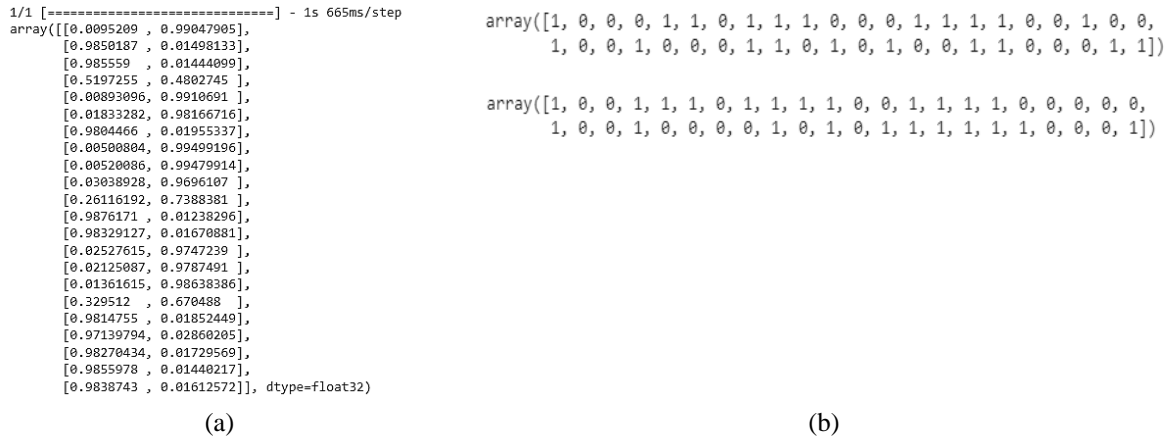 1/1 [==============================] - 1s 665ms/step
array([[0.0095209 , 0.99047905],
[0.9850187 , 0.01498133],
[0.985559  , 0.01444099],
[0.5197255 , 0.4802745 ],
[0.00893096, 0.9910691 ],
[0.01833282, 0.98166716],
[0.9804466 , 0.01955337],
[0.00500804, 0.99499196],
[0.00520086, 0.99479914],
[0.03038928, 0.9696107 ],
[0.26116192, 0.7388381 ],
[0.9876171 , 0.01238296],
[0.98329127, 0.01670881],
[0.02527615, 0.9747239 ],
[0.02125087, 0.9787491 ],
[0.01361615, 0.98638386],
[0.329512  , 0.670488  ],
[0.9814755 , 0.01852449],
[0.97139794, 0.02860205],
[0.98270434, 0.01729569],
[0.9855978 , 0.01440217],
[0.9838743 , 0.01612572]], dtype=float32)
(a)
array([1, 0, 0, 0, 1, 1, 0, 1, 1, 1, 0, 0, 0, 1, 1, 1, 1, 0, 0, 1, 0, 0,
1, 0, 0, 1, 0, 0, 0, 1, 1, 0, 1, 0, 1, 0, 0, 1, 1, 0, 0, 0, 1, 1])
array([1, 0, 0, 1, 1, 1, 0, 1, 1, 1, 1, 0, 0, 1, 1, 1, 1, 0, 0, 0, 0, 0,
1, 0, 0, 1, 0, 0, 0, 0, 1, 0, 1, 0, 1, 1, 1, 1, 1, 1, 0, 0, 0, 1])
(b)